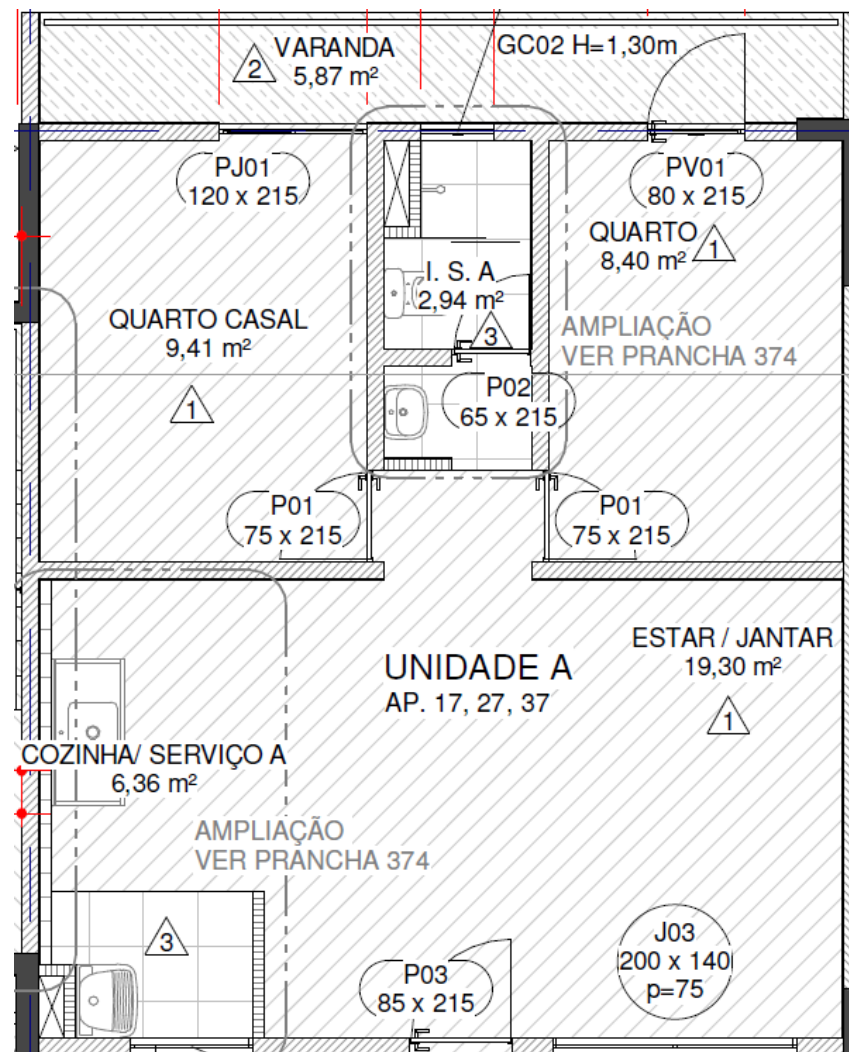 VARANDA
5,87 m²
2
GC02 H=1,30m
PJ01
120 x 215
PV01
80 x 215
QUARTO
8,40 m²
1
I. S. A
2,94 m²
3
QUARTO CASAL
9,41 m²
1
AMPLIAÇÃO
VER PRANCHA 374
P02
65 x 215
P01
75 x 215
P01
75 x 215
UNIDADE A
AP. 17, 27, 37
ESTAR / JANTAR
19,30 m²
1
COZINHA/ SERVIÇO A
6,36 m²
AMPLIAÇÃO
VER PRANCHA 374
3
P03
85 x 215
J03
200 x 140
p=75